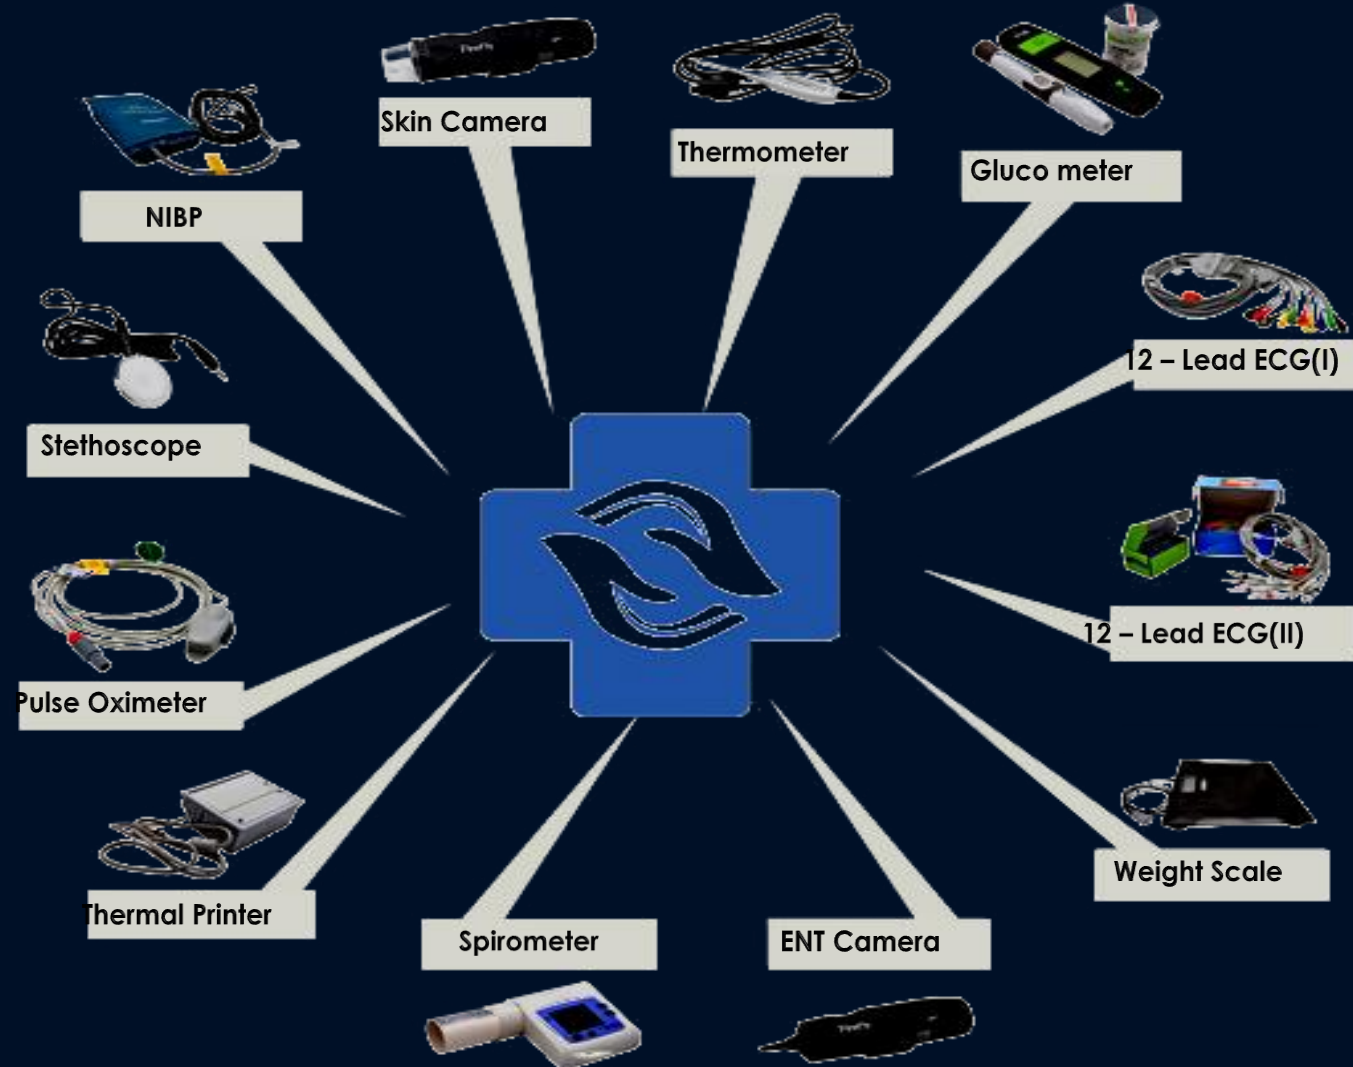 Skin Camera
Thermometer
Gluco meter
NIBP
12 – Lead ECG(I)
Stethoscope
12 – Lead ECG(II)
Pulse Oximeter
Weight Scale
Thermal Printer
Spirometer
ENT Camera